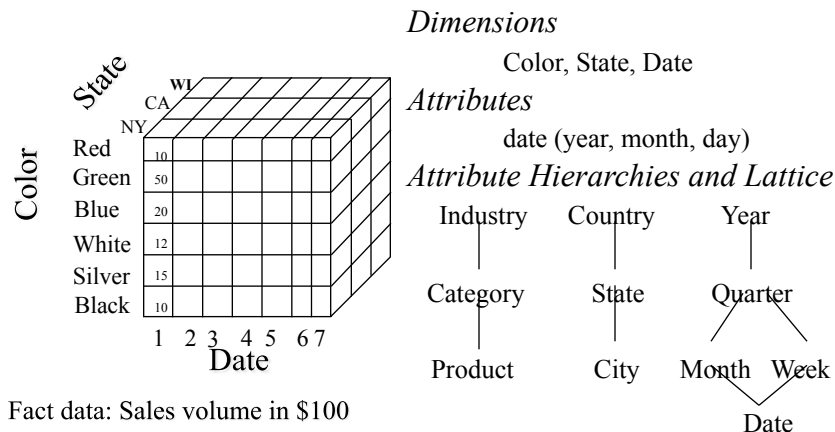 Dimensions
Color, State, Date
Attributes
date (year, month, day)
Attribute Hierarchies and Lattice
State
WI
CA
NY
Color
Red 10
Green 50
Blue 20
White 12
Silver 15
Black 10
1 2 3 4 5 6 7
Date
Industry Country Year
Category State Quarter
Product City Month Week
Date
Fact data: Sales volume in $100